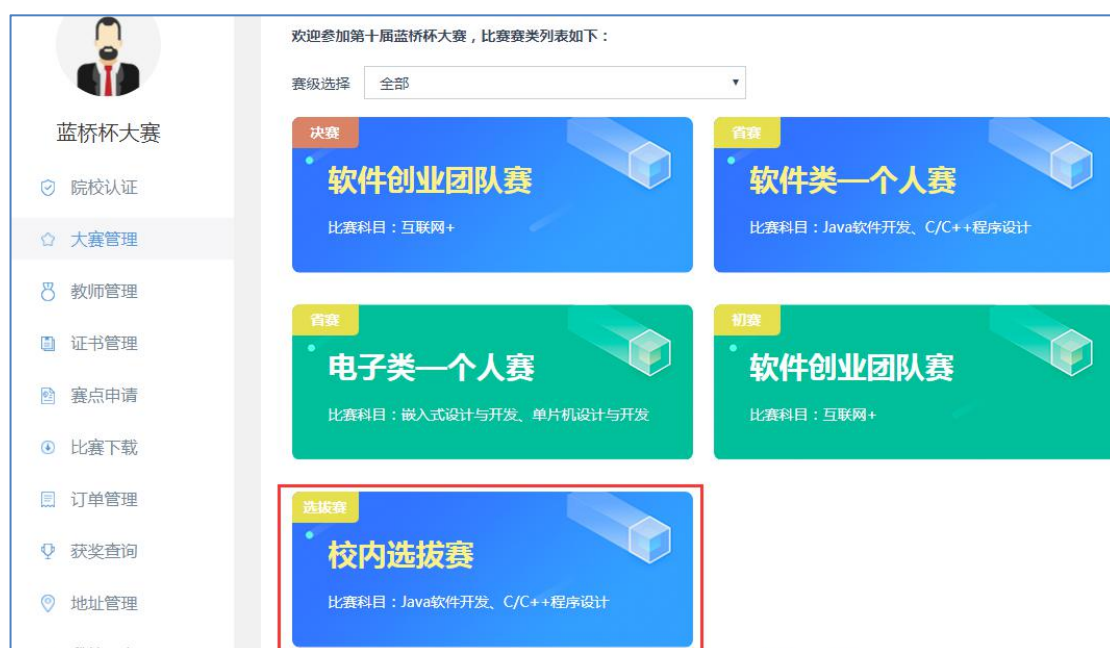 欢迎参加第十届蓝桥杯大赛，比赛赛类列表如下：
赛级选择 全部
蓝桥杯大赛
院校认证
大赛管理
教师管理
证书管理
赛点申请
比赛下载
订单管理
获奖查询
地址管理
决赛
软件创业团队赛
比赛科目：互联网+
省赛
软件类—个人赛
比赛科目：Java软件开发、C/C++程序设计
省赛
电子类—个人赛
比赛科目：嵌入式设计与开发、单片机设计与开发
初赛
软件创业团队赛
比赛科目：互联网+
选拔赛
校内选拔赛
比赛科目：Java软件开发、C/C++程序设计